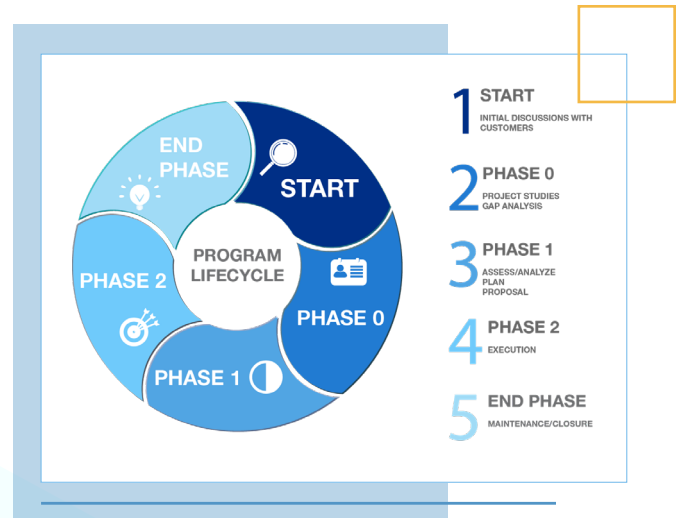 END
PHASE
START
PROGRAM
LIFECYCLE
PHASE 2
PHASE 0
PHASE 1
1 START
INITIAL DISCUSSIONS WITH
CUSTOMERS
2 PHASE 0
PROJECT STUDIES
GAP ANALYSIS
3 PHASE 1
ASSESS/ANALYZE
PLAN
PROPOSAL
4 PHASE 2
EXECUTION
5 END PHASE
MAINTENANCE/CLOSURE